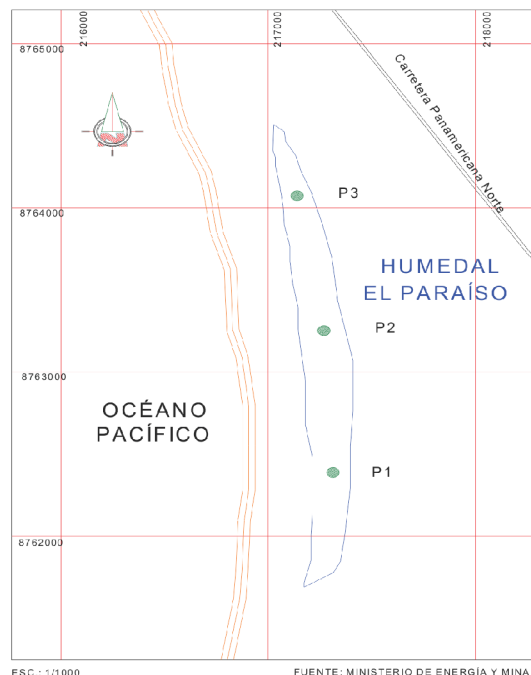 216000
217000
218000
8765000
Carretera Panamericana Norte
P3
8764000
HUMEDAL
EL PARAÍSO
P2
8763000
OCÉANO
PACÍFICO
P1
8762000
ESC.: 1/1000
FUENTE: MINISTERIO DE ENERGÍA Y MINA